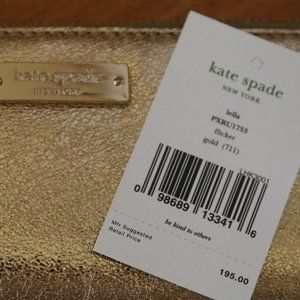 kate spade
NEW YORK
kate spade
NEW YORK
lella
PXRU1753
flicker
gold (711)
0 98689 13341 6
be kind to others
Mfr Suggested
Retail Price
195.00